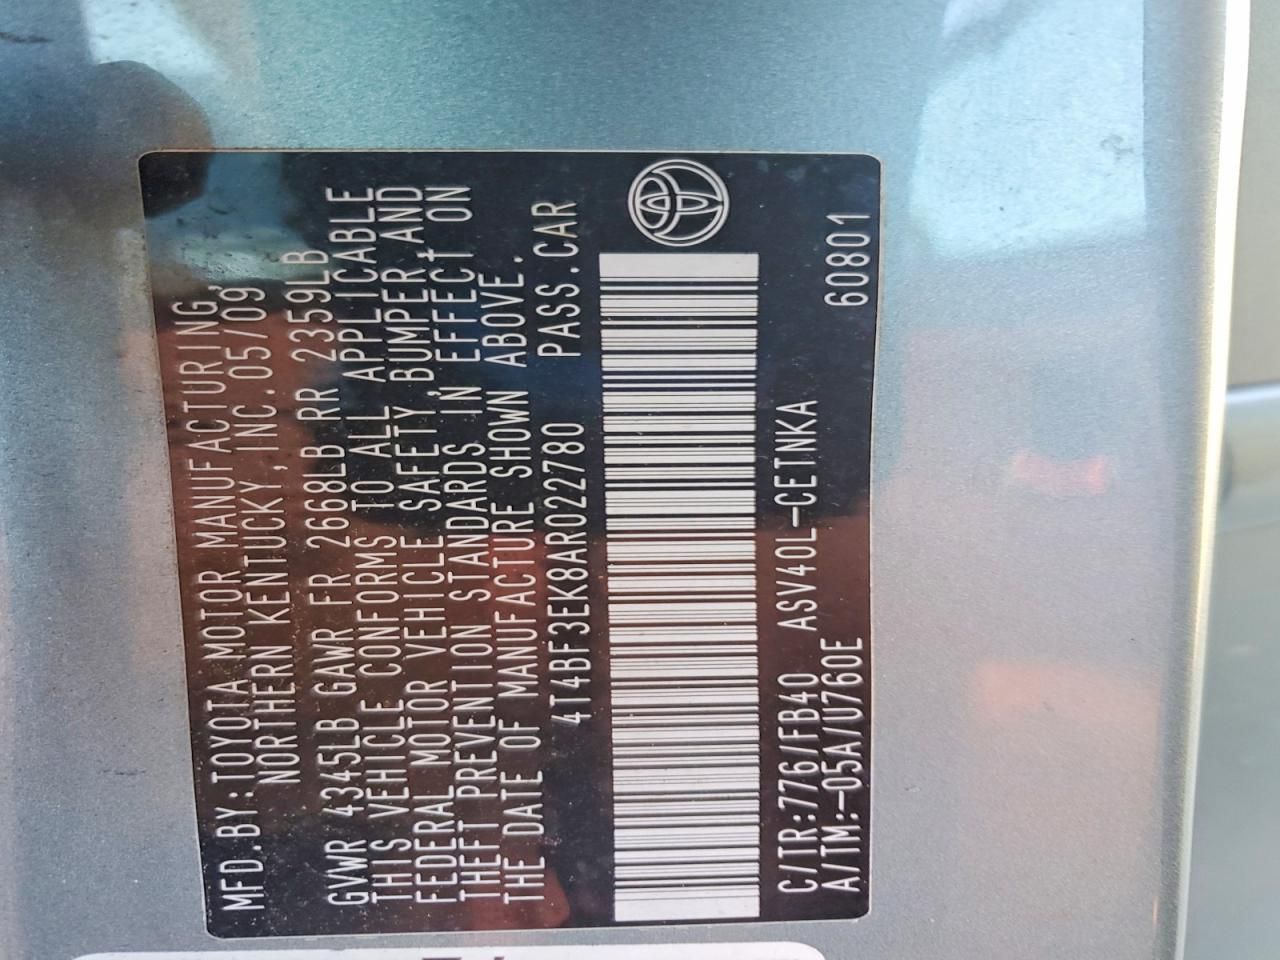 MFD.BY:TOYOTA MOTOR MANUFACTURING,
NORTHERN KENTUCKY, INC. 05/09
GVWR 4345LB GAWR FR 2668LB RR 2359LB
THIS VEHICLE CONFORMS TO ALL APPLICABLE
FEDERAL MOTOR VEHICLE SAFETY,BUMPER,AND
THEFT PREVENTION STANDARDS IN EFFECT ON
THE DATE OF MANUFACTURE SHOWN ABOVE.
4T4BF3EK8AR022780 PASS.CAR
C/TR:776/FB40 ASV40L-CETNKA 60801
A/TM:-05A/U760E